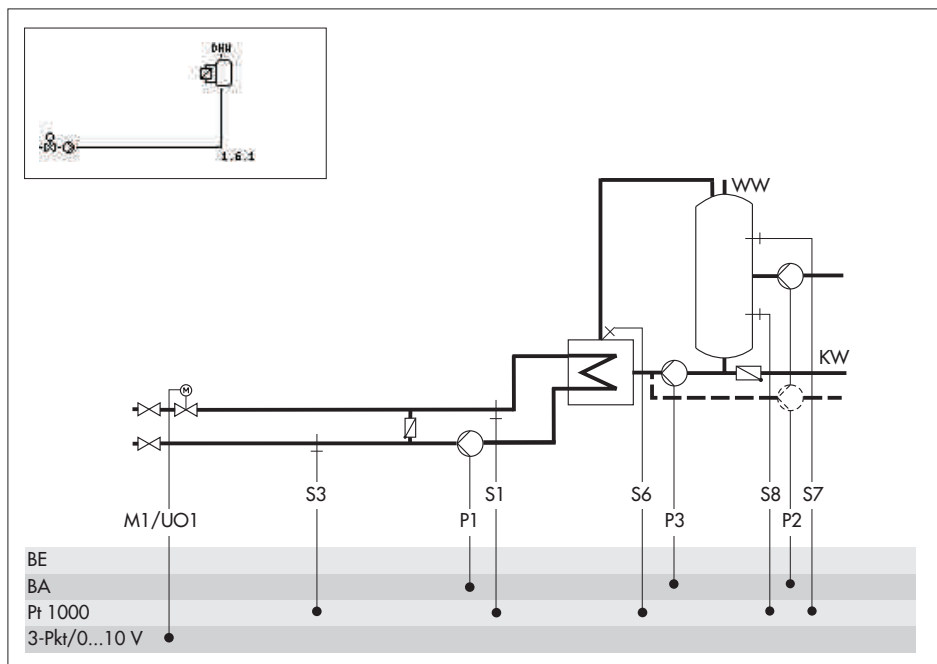 DHW
1.6.1
WW
KW
M
S3 S1 S6 S8 S7
M1/UO1 P1 P3 P2
BE
BA
Pt 1000
3-Pkt/0...10 V